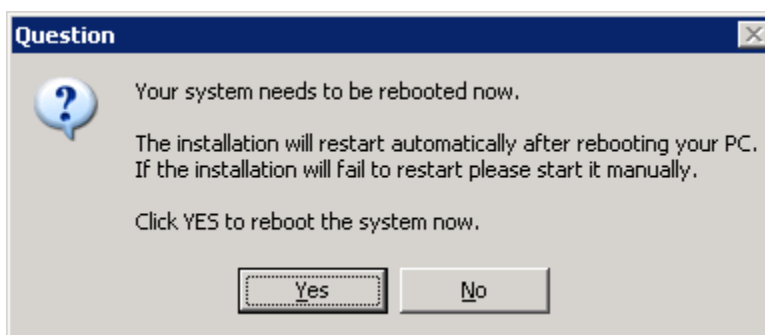 Question
Your system needs to be rebooted now.
The installation will restart automatically after rebooting your PC.
If the installation will fail to restart please start it manually.
Click YES to reboot the system now.
Yes
No